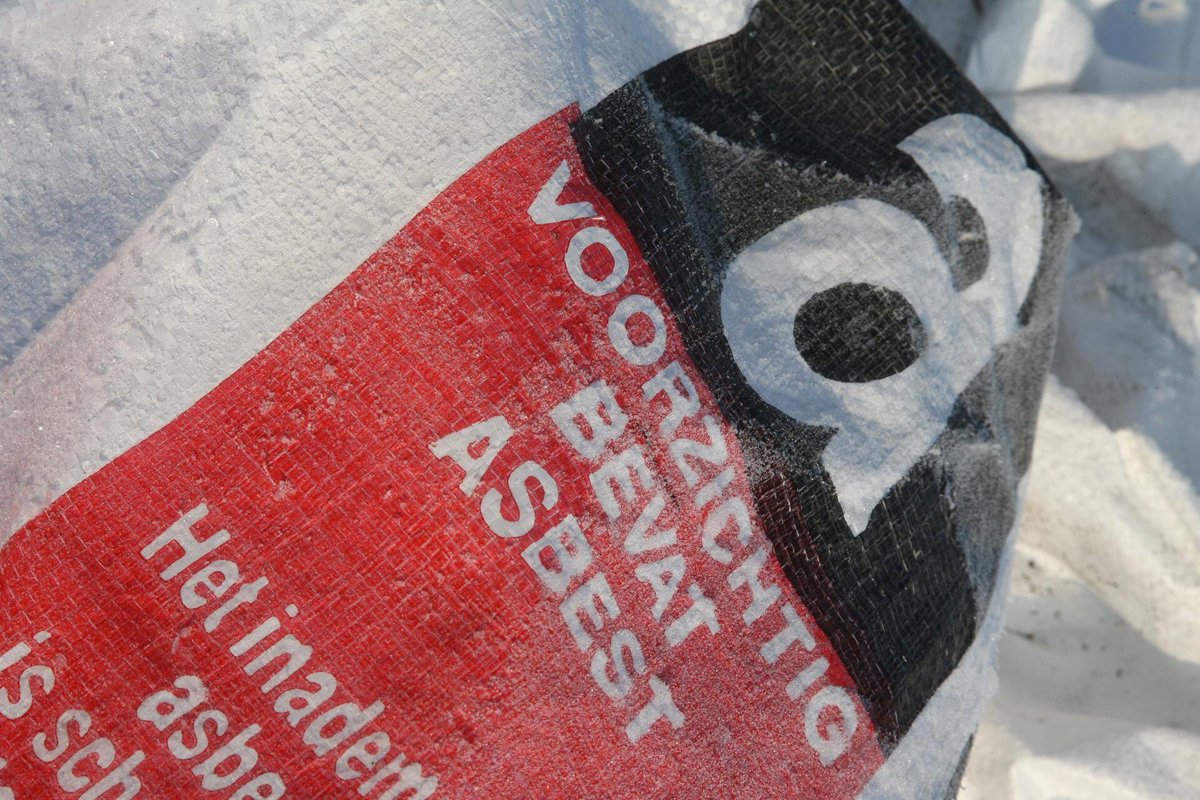 a
VOORZICHTIG
BEVAT
ASBEST
Het inadem
asbe
is sch